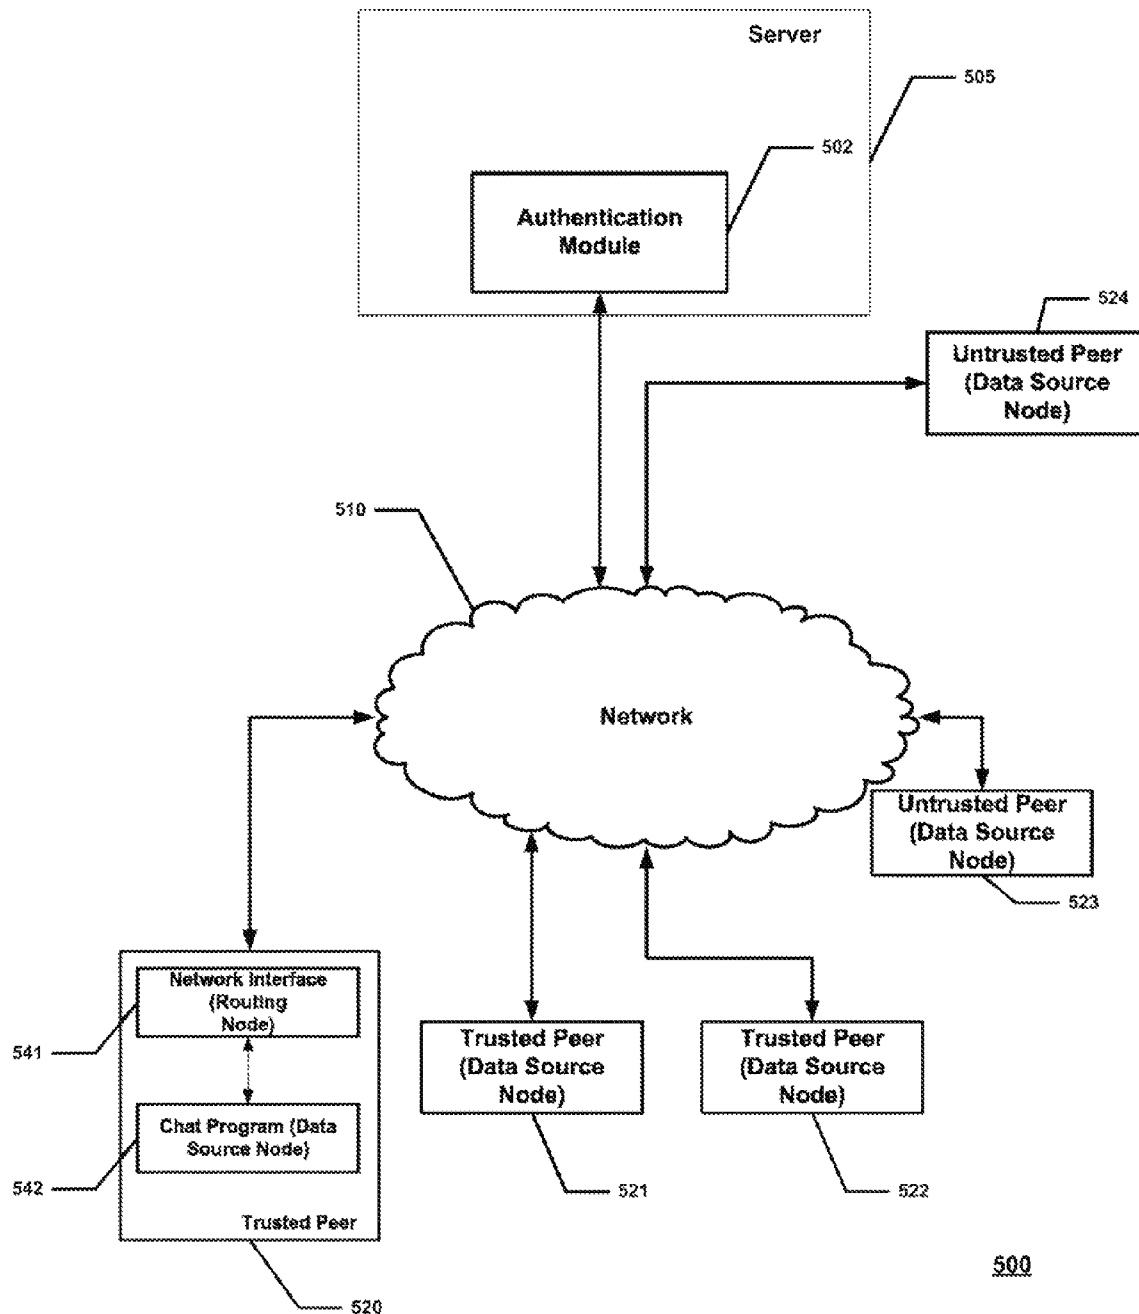 Server
505
502
Authentication
Module
524
Untrusted Peer
(Data Source
Node)
510
Network
Untrusted Peer
(Data Source
Node)
523
Network Interface
(Routing
Node)
541
Chat Program (Data
Source Node)
542
Trusted Peer
520
Trusted Peer
(Data Source
Node)
521
Trusted Peer
(Data Source
Node)
522
500